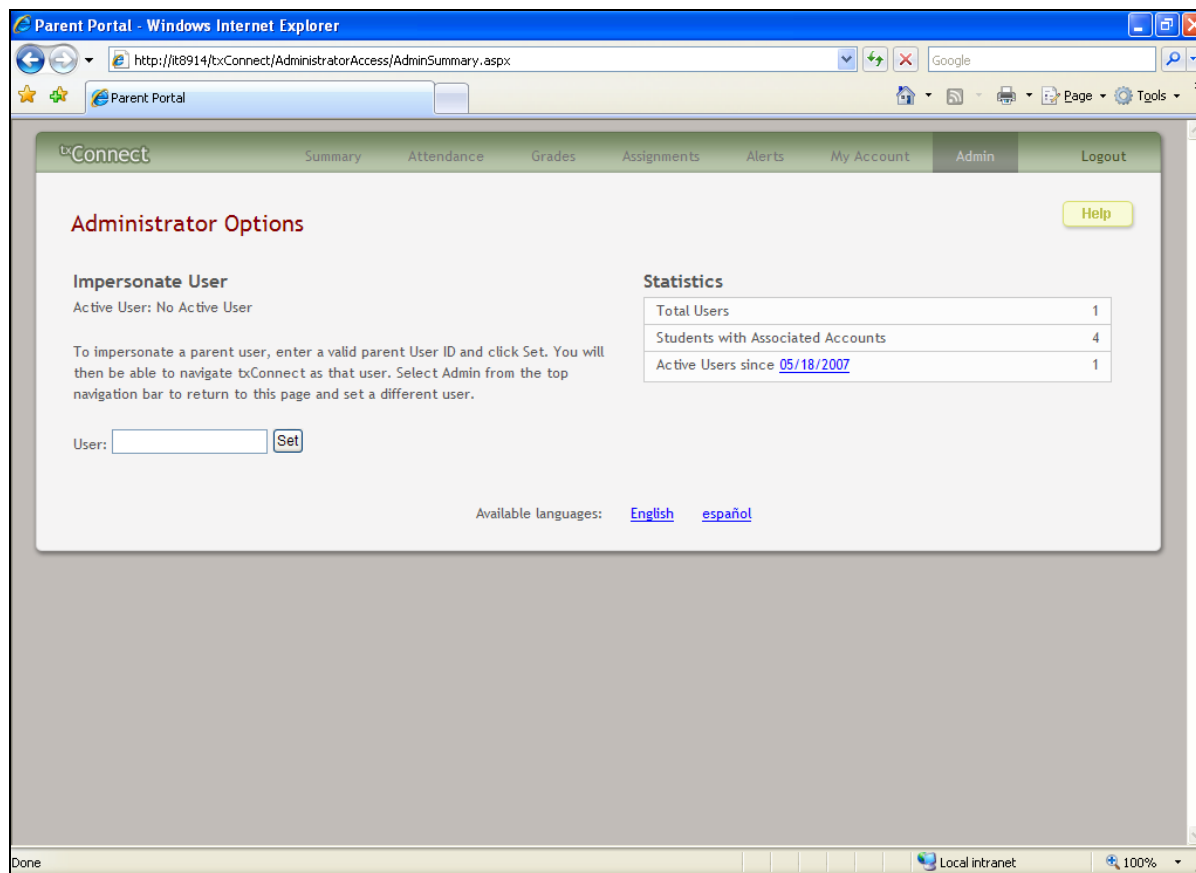 Parent Portal - Windows Internet Explorer
http://it8914/txConnect/AdministratorAccess/AdminSummary.aspx
Google
Parent Portal
Page
Tools
txConnect
Summary
Attendance
Grades
Assignments
Alerts
My Account
Admin
Logout
Administrator Options
Help
Impersonate User
Active User: No Active User
To impersonate a parent user, enter a valid parent User ID and click Set. You will
then be able to navigate txConnect as that user. Select Admin from the top
navigation bar to return to this page and set a different user.
User:
Set
Statistics
Total Users 1
Students with Associated Accounts 4
Active Users since 05/18/2007 1
Available languages: English español
Done
Local intranet
100%